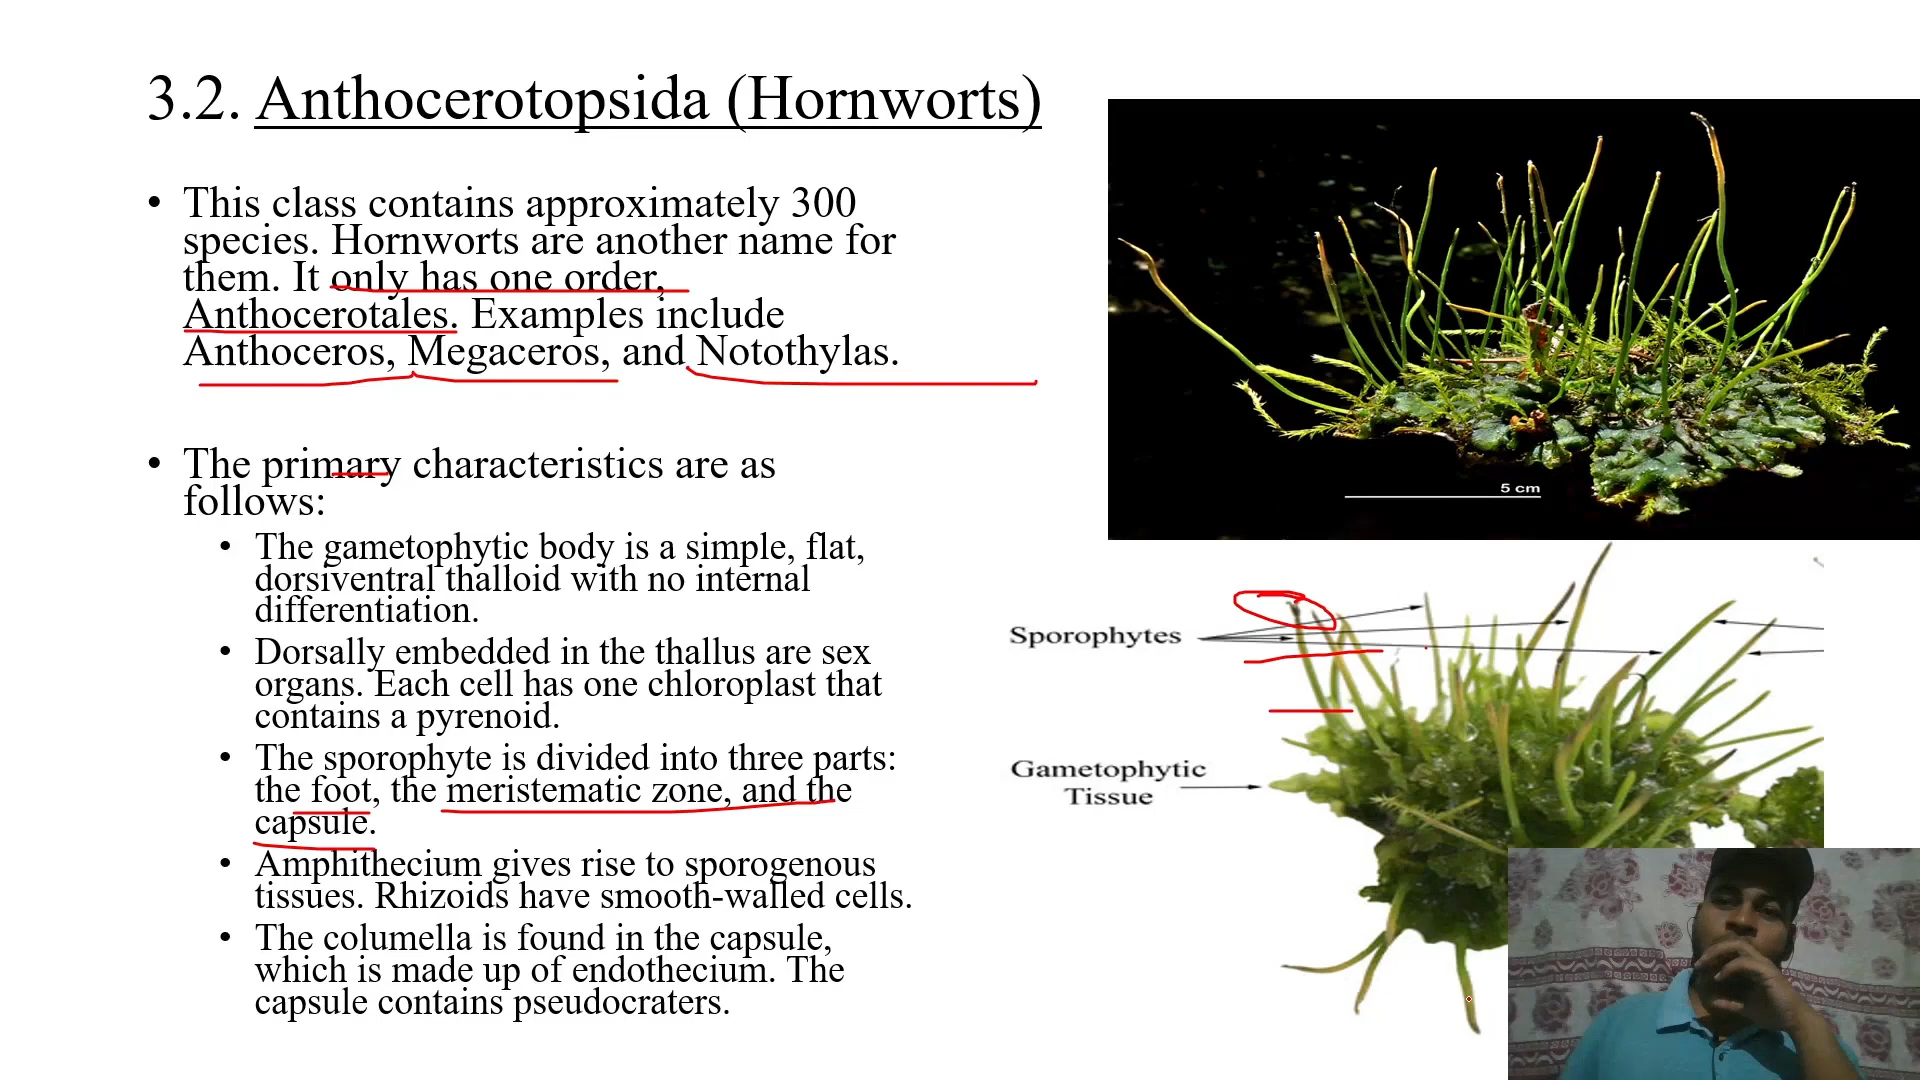 3.2. Anthocerotopsida (Hornworts)
• This class contains approximately 300
species. Hornworts are another name for
them. It only has one order,
Anthocerotales. Examples include
Anthoceros, Megaceros, and Notothylas.
• The primary characteristics are as
follows:
• The gametophytic body is a simple, flat,
dorsiventral thalloid with no internal
differentiation.
• Dorsally embedded in the thallus are sex
organs. Each cell has one chloroplast that
contains a pyrenoid.
• The sporophyte is divided into three parts:
the foot, the meristematic zone, and the
capsule.
• Amphithecium gives rise to sporogenous
tissues. Rhizoids have smooth-walled cells.
• The columella is found in the capsule,
which is made up of endothecium. The
capsule contains pseudocraters.
5 cm
Sporophytes
Gametophytic
Tissue